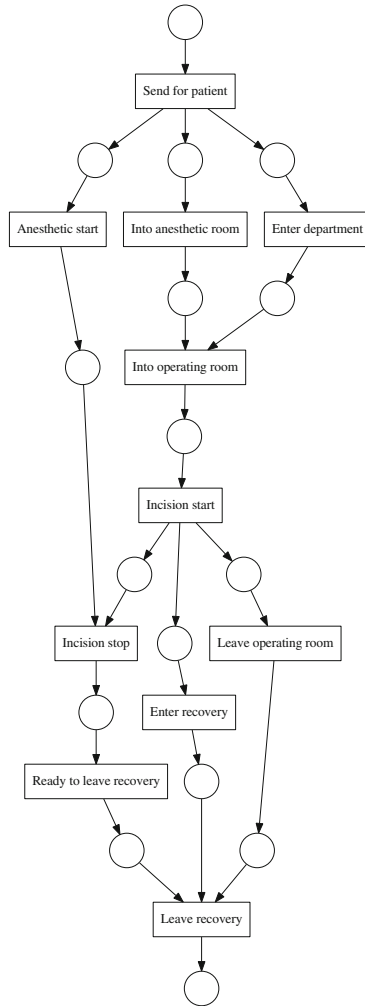 Send for patient
Anesthetic start
Into anesthetic room
Enter department
Into operating room
Incision start
Incision stop
Leave operating room
Enter recovery
Ready to leave recovery
Leave recovery